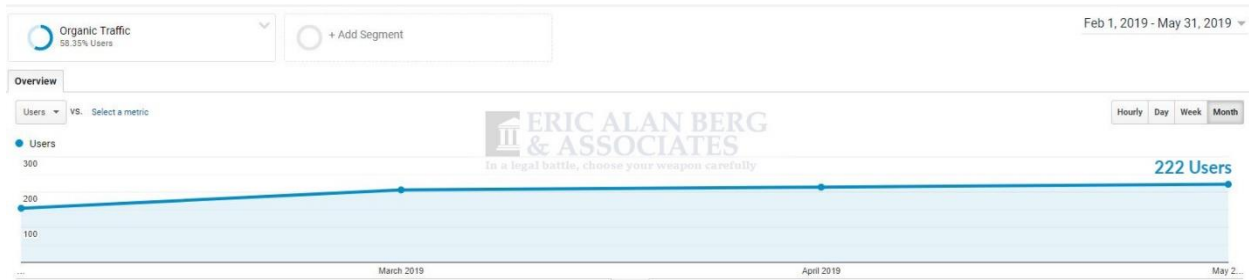 Organic Traffic
58.35% Users
+ Add Segment
Feb 1, 2019 - May 31, 2019
Overview
Users VS. Select a metric
Hourly Day Week Month
ERIC ALAN BERG
& ASSOCIATES
In a legal battle, choose your weapon carefully
Users
300
222 Users
200
100
... March 2019 April 2019 May 2...